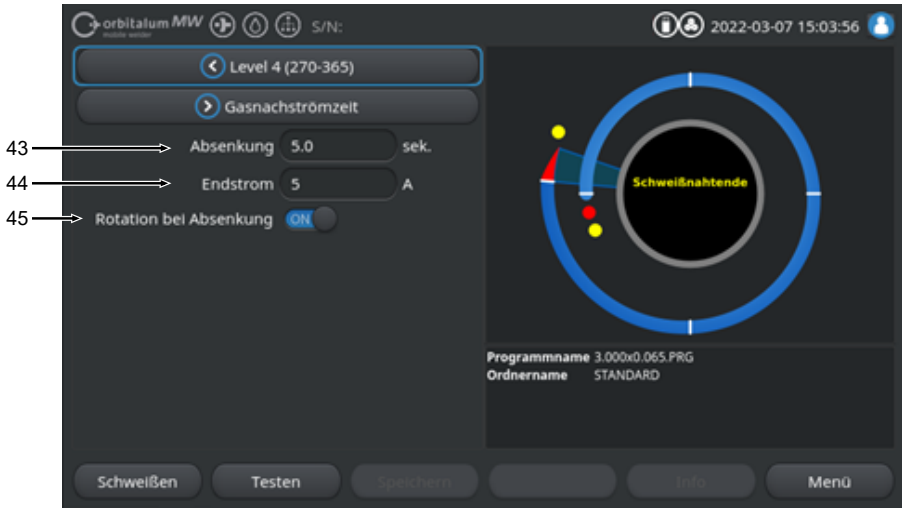 orbitalum MW S/N: 2022-03-07 15:03:56
mobile welder
Level 4 (270-365)
Gasnachströmzeit
43 Absenkung 5.0 sek.
44 Endstrom 5 A
45 Rotation bei Absenkung ON
Schweißnahtende
Programmname 3.000x0.065.PRG
Ordnername STANDARD
Schweißen Testen Speichern Info Menü